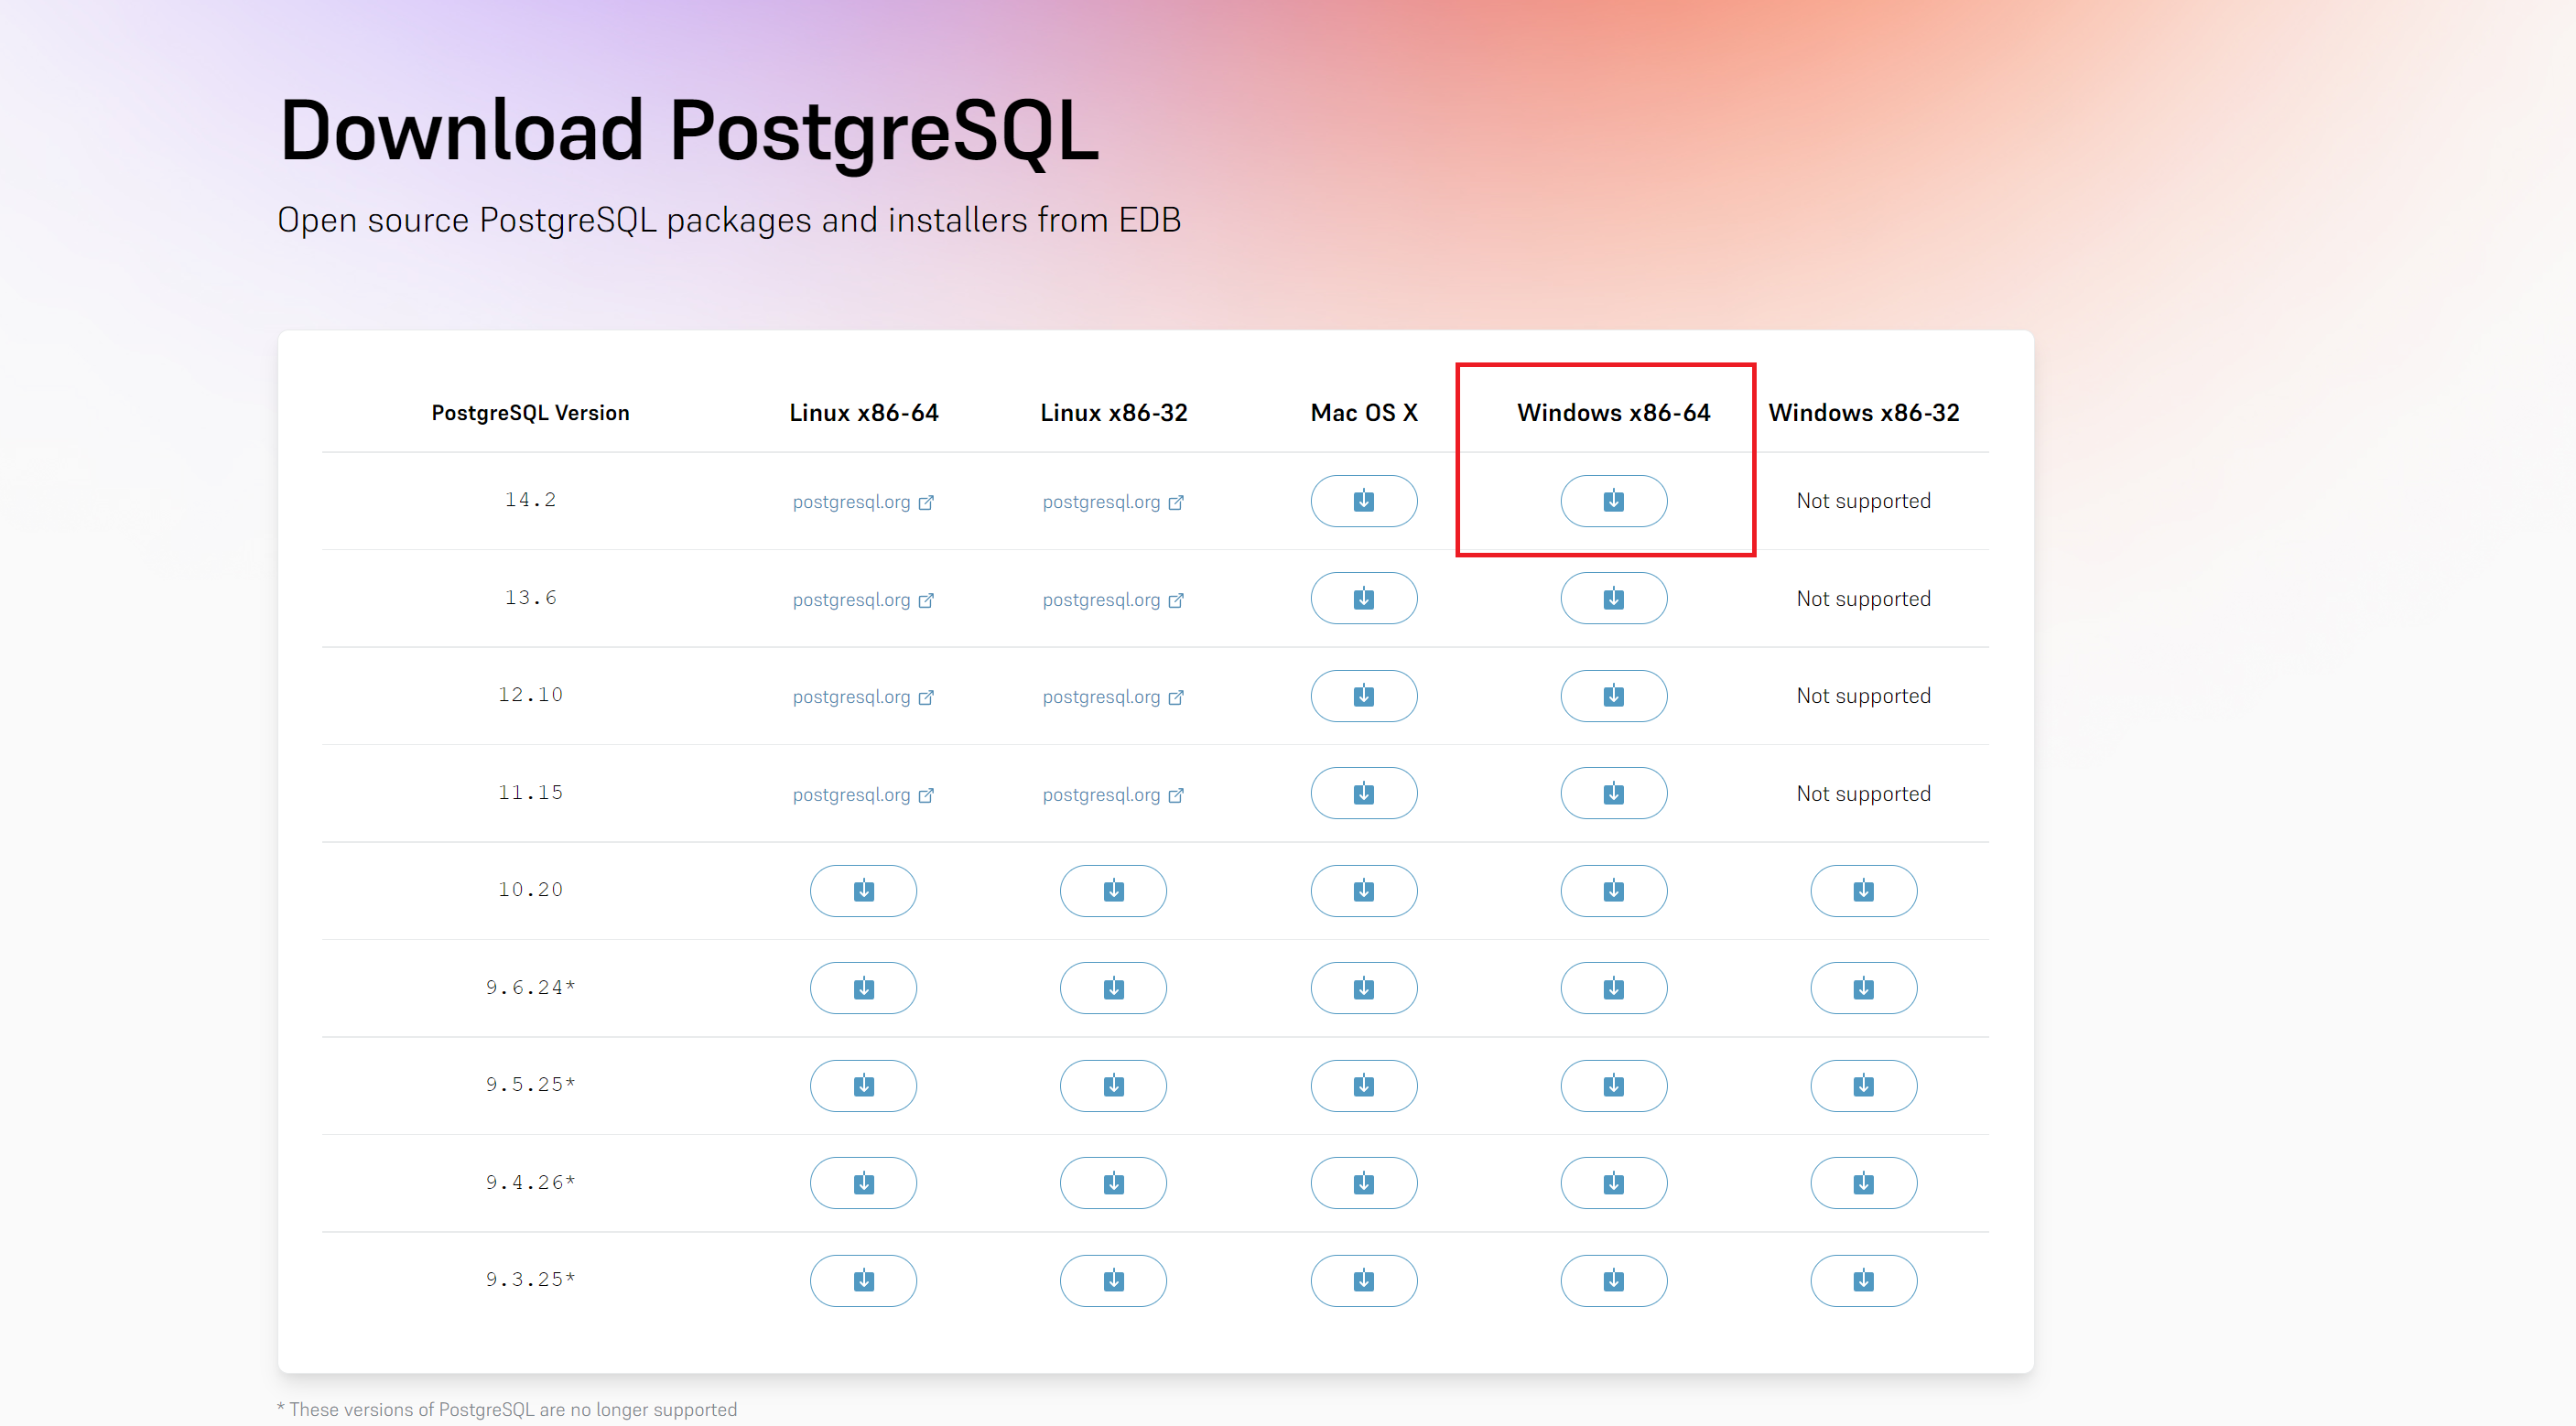 Download PostgreSQL
Open source PostgreSQL packages and installers from EDB
PostgreSQL Version Linux x86-64 Linux x86-32 Mac OS X Windows x86-64 Windows x86-32
14.2 postgresql.org postgresql.org Not supported
13.6 postgresql.org postgresql.org Not supported
12.10 postgresql.org postgresql.org Not supported
11.15 postgresql.org postgresql.org Not supported
10.20
9.6.24*
9.5.25*
9.4.26*
9.3.25*
* These versions of PostgreSQL are no longer supported